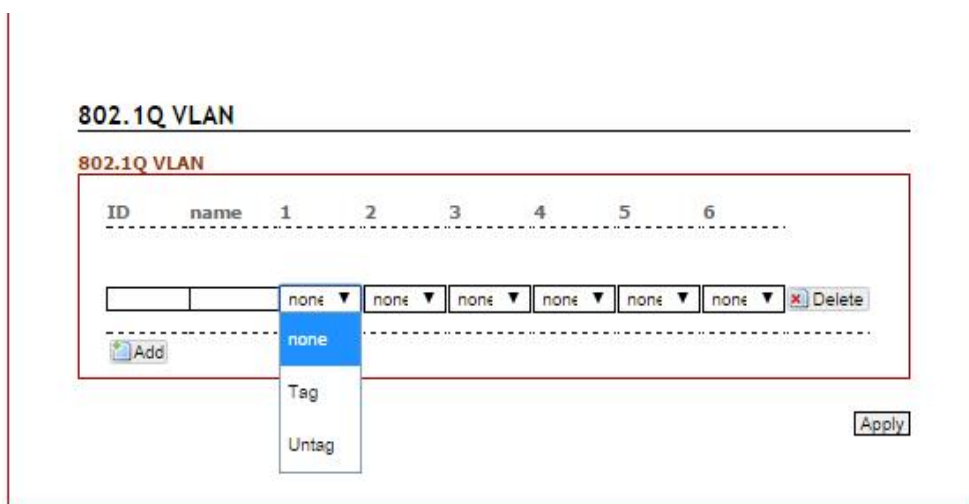 802.1Q VLAN
802.1Q VLAN
ID name 1 2 3 4 5 6
none none none none none none Delete
none
Add
Tag
Untag
Apply